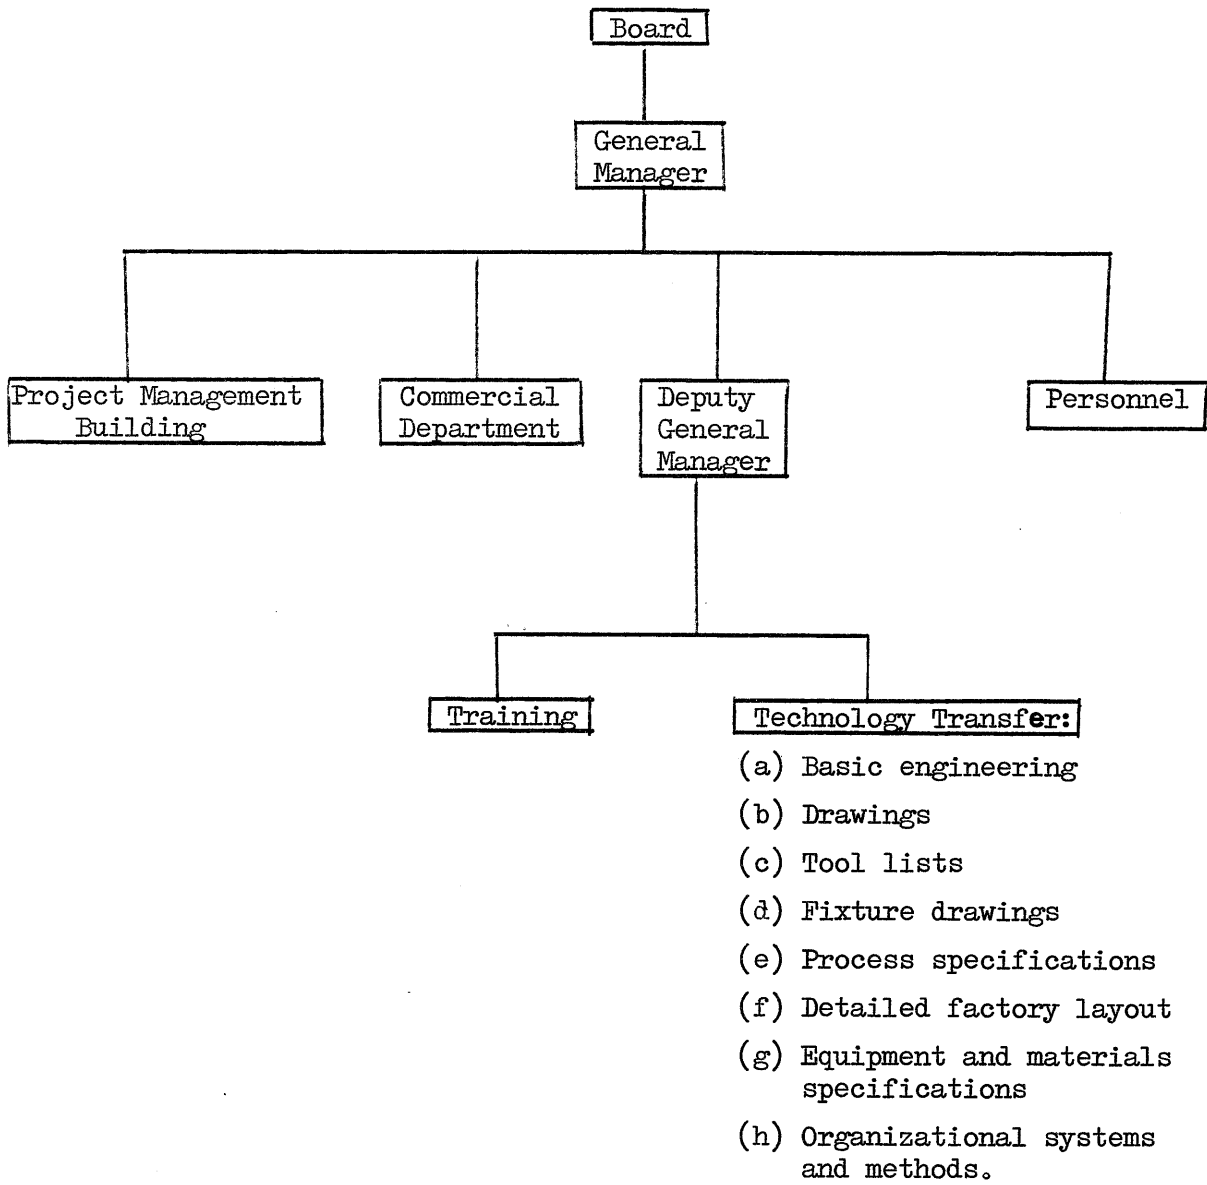 Board
General
Manager
Project Management
Building
Commercial
Department
Deputy
General
Manager
Personnel
Training
Technology Transfer:
(a) Basic engineering
(b) Drawings
(c) Tool lists
(d) Fixture drawings
(e) Process specifications
(f) Detailed factory layout
(g) Equipment and materials
specifications
(h) Organizational systems
and methods.